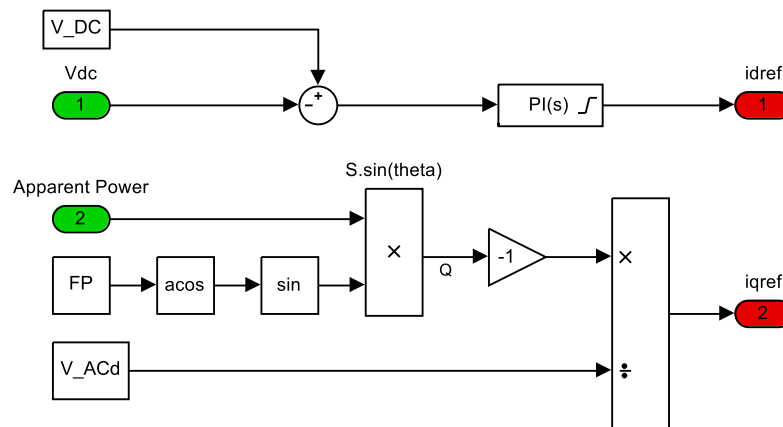 V_DC
Vdc
1
- +
PI(s)
idref
1
S.sin(theta)
Apparent Power
2
×
FP
acos
sin
Q
-1
×
÷
iqref
2
V_ACd